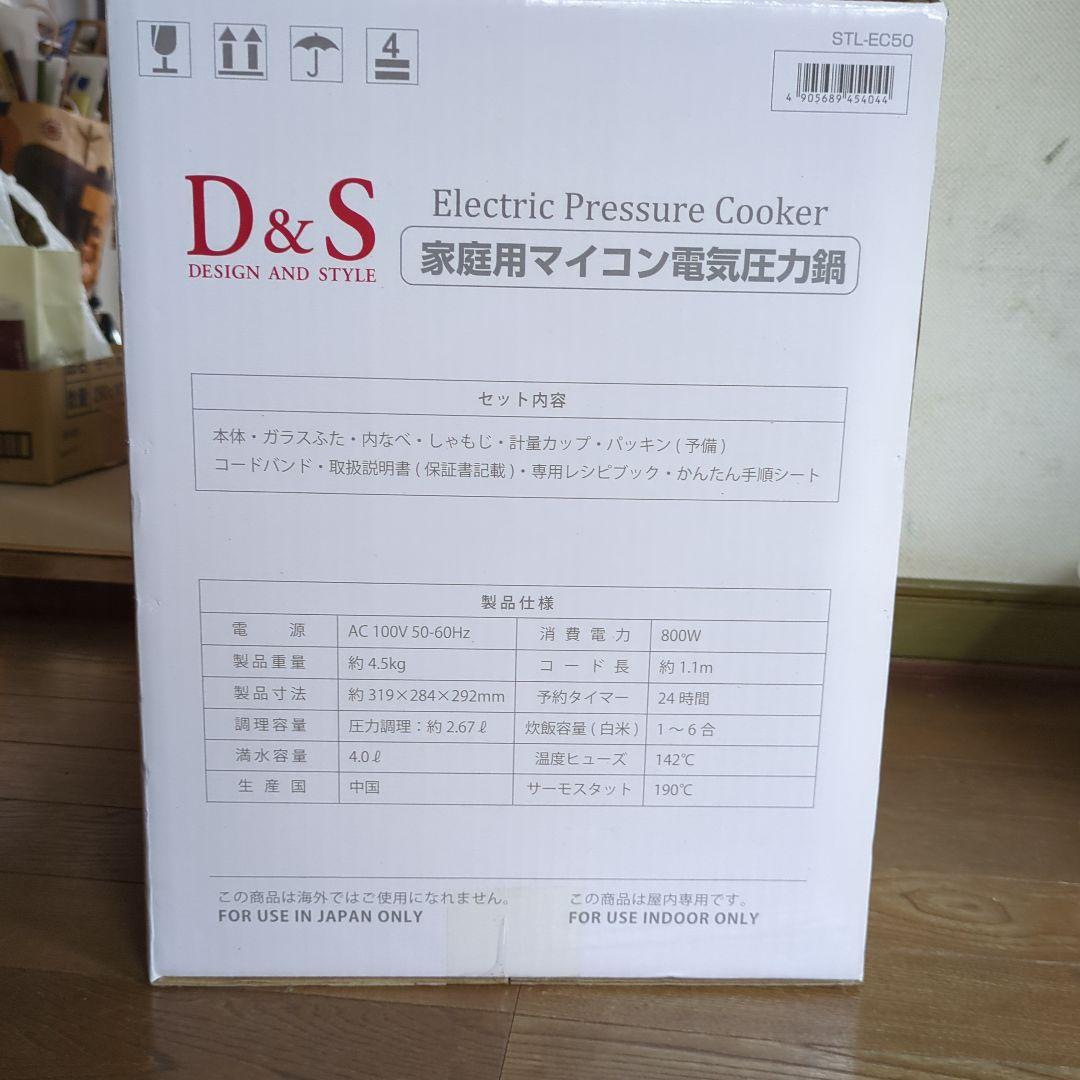 4
STL-EC50
4 905689 454044
D&S
DESIGN AND STYLE
Electric Pressure Cooker
家庭用マイコン電気圧力鍋
セット内容
本体・ガラスふた・内なべ・しゃもじ・計量カップ・パッキン(予備)
コードバンド・取扱説明書(保証書記載)・専用レシピブック・かんたん手順シート
製品仕様
電源 AC 100V 50-60Hz 消費電力 800W
製品重量 約4.5kg コード長 約1.1m
製品寸法 約319×284×292mm 予約タイマー 24時間
調理容量 圧力調理：約2.67ℓ 炊飯容量(白米) 1～6合
満水容量 4.0ℓ 温度ヒューズ 142℃
生産国 中国 サーモスタット 190℃
この商品は海外ではご使用になれません。
FOR USE IN JAPAN ONLY
この商品は屋内専用です。
FOR USE INDOOR ONLY